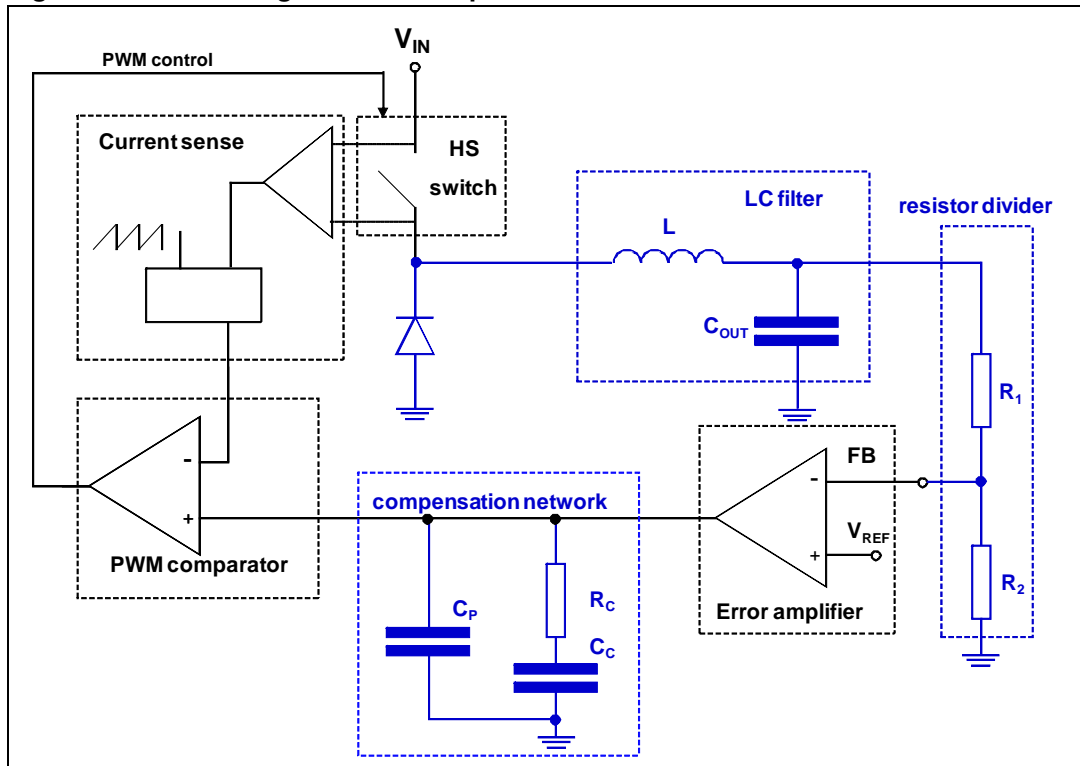 V_IN
PWM control
Current sense
HS
switch
LC filter
resistor divider
L
C_OUT
R_1
FB
-
-
compensation network
+
V_REF
+
PWM comparator
R_C
R_2
C_P
Error amplifier
C_C